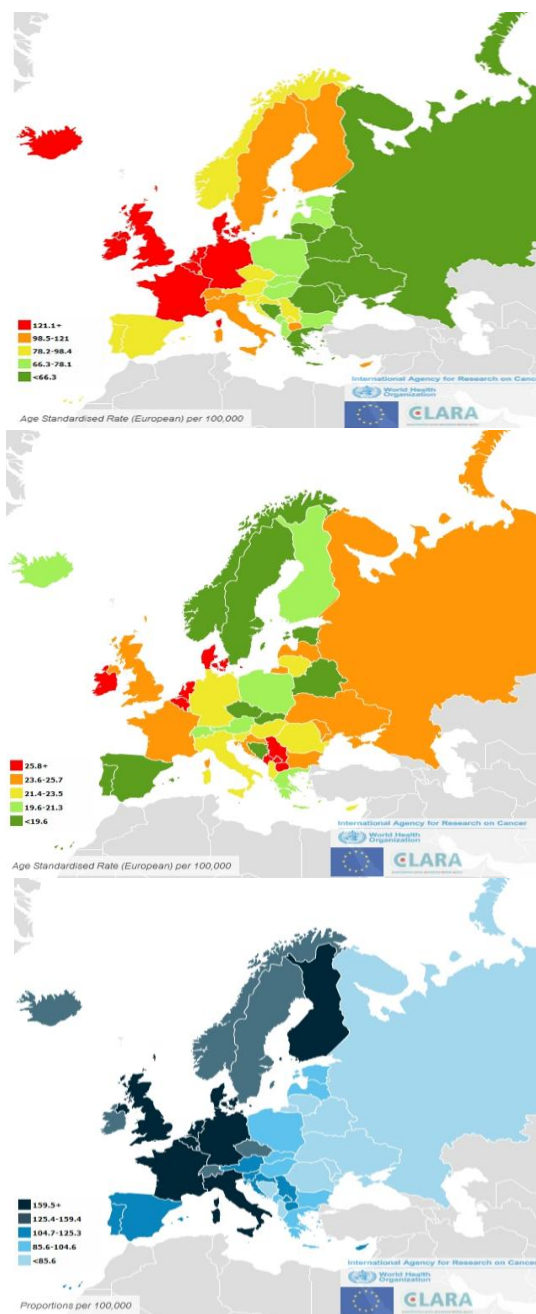 121.1+
98.5-121
78.2-98.4
66.3-78.1
<66.3
International Agency for Research on Cancer
World Health
Organization
CLARA
Age Standardised Rate (European) per 100,000
25.8+
23.6-25.7
21.4-23.5
19.6-21.3
<19.6
International Agency for Research on Cancer
World Health
Organization
CLARA
Age Standardised Rate (European) per 100,000
159.5+
125.4-159.4
104.7-125.3
85.6-104.6
<85.6
International Agency for Research on Cancer
World Health
Organization
CLARA
Proportions per 100,000